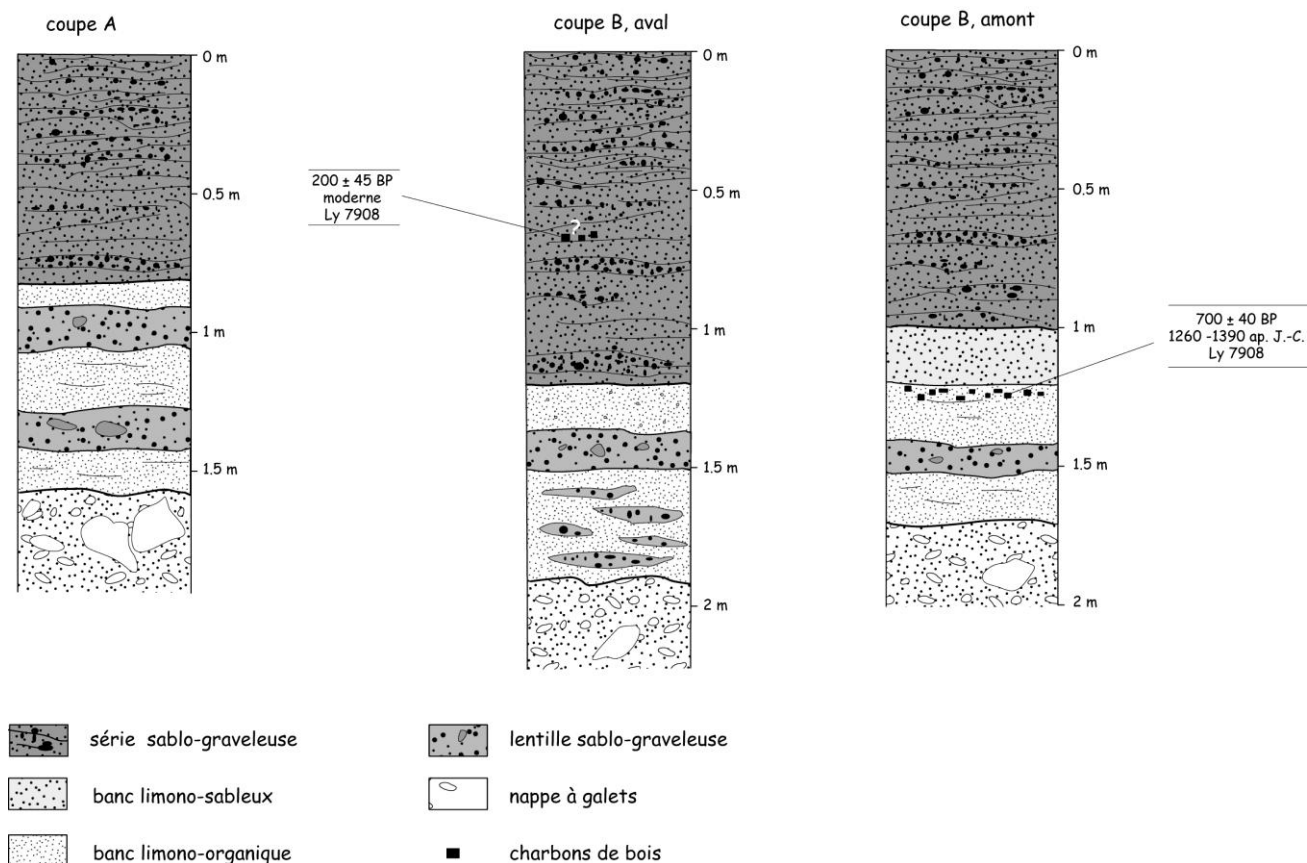 coupe A
coupe B, aval
coupe B, amont
0 m
0.5 m
1 m
1.5 m
0 m
0.5 m
1 m
1.5 m
2 m
0 m
0.5 m
1 m
1.5 m
2 m
200 ± 45 BP
moderne
Ly 7908
?
700 ± 40 BP
1260 -1390 ap. J.-C.
Ly 7908
série sablo-graveleuse
banc limono-sableux
banc limono-organique
lentille sablo-graveleuse
nappe à galets
charbons de bois